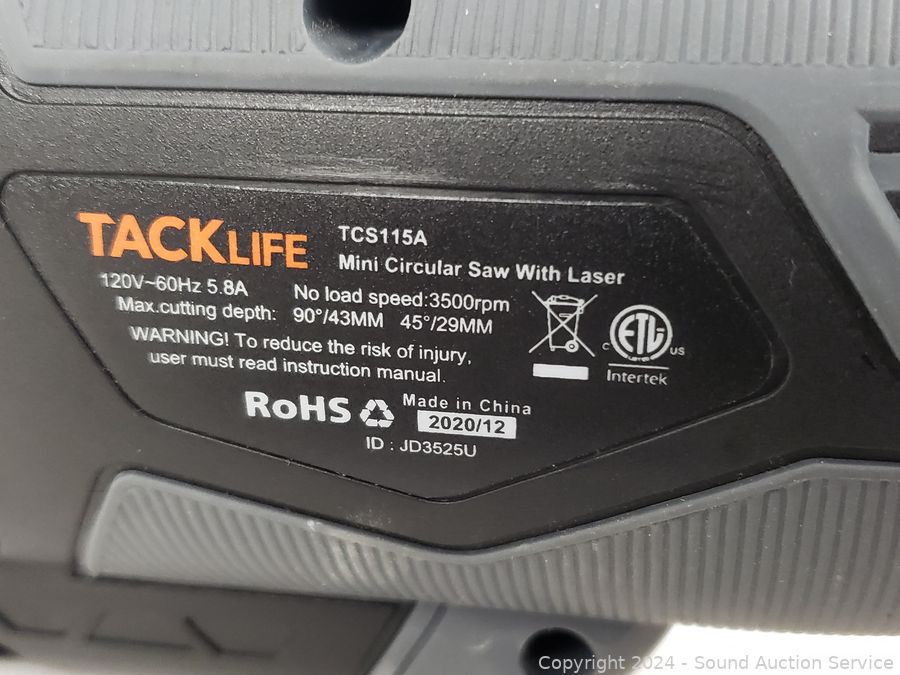 TACKLIFE
TCS115A
Mini Circular Saw With Laser
120V~60Hz 5.8A
No load speed:3500rpm
Max.cutting depth: 90°/43MM 45°/29MM
WARNING! To reduce the risk of injury,
user must read instruction manual.
C ETL US
Intertek
RoHS
Made in China
2020/12
ID : JD3525U
Copyright 2024 - Sound Auction Service